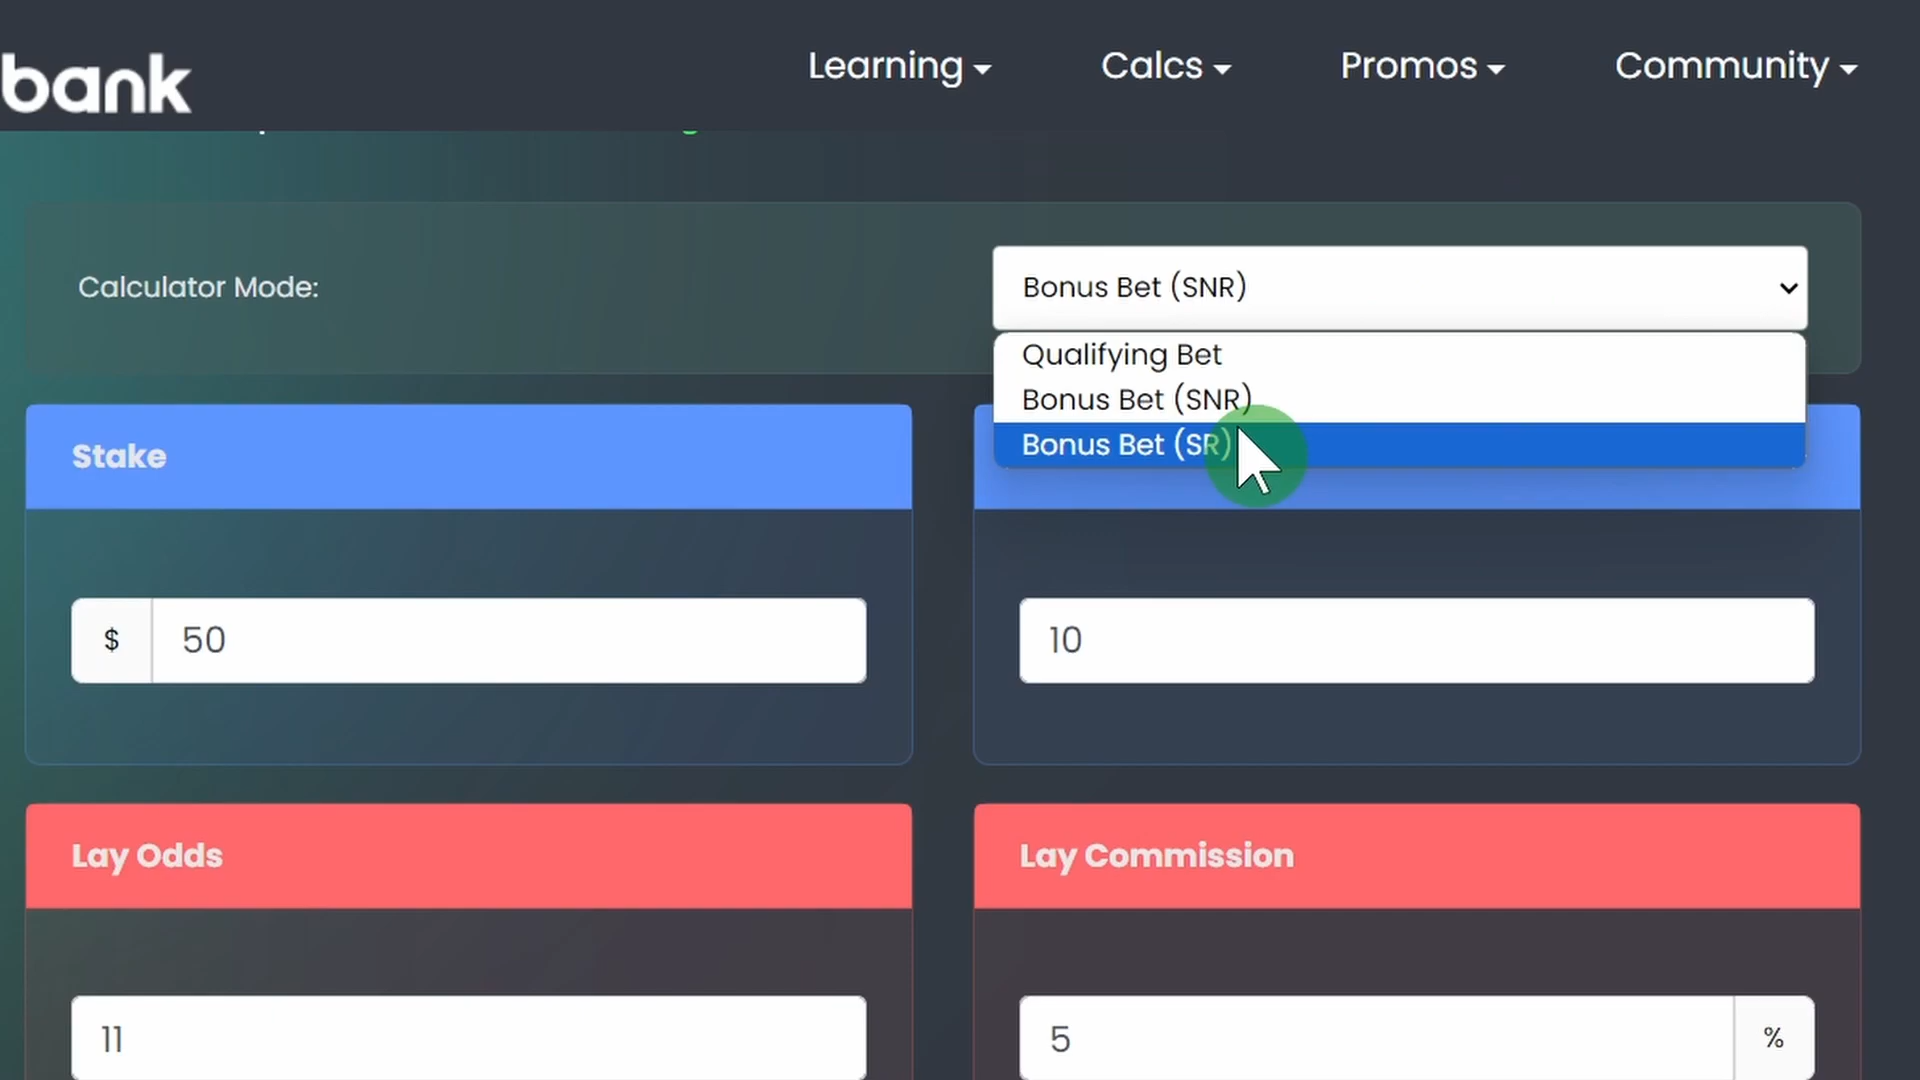 bank
Learning
Calcs
Promos
Community
Calculator Mode:
Bonus Bet (SNR)
Qualifying Bet
Bonus Bet (SNR)
Bonus Bet (SR)
Stake
$ 50
10
Lay Odds
Lay Commission
11
5 %